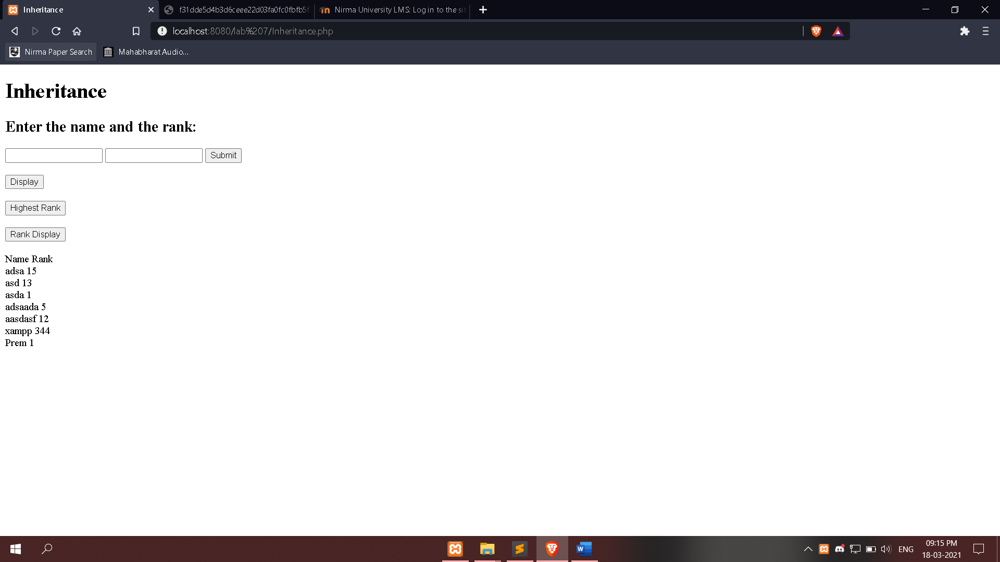 Inheritance
f31dde5d4b3d6ceee22d03fa0fc0fbfb5f
Nirma University LMS: Log in to the sit
localhost:8080/lab%207/Inheritance.php
Nirma Paper Search
Mahabharat Audio...
Inheritance
Enter the name and the rank:
Submit
Display
Highest Rank
Rank Display
Name Rank
adsa 15
asd 13
asda 1
adsaada 5
aasdasf 12
xampp 344
Prem 1
W
ENG
09:15 PM
18-03-2021